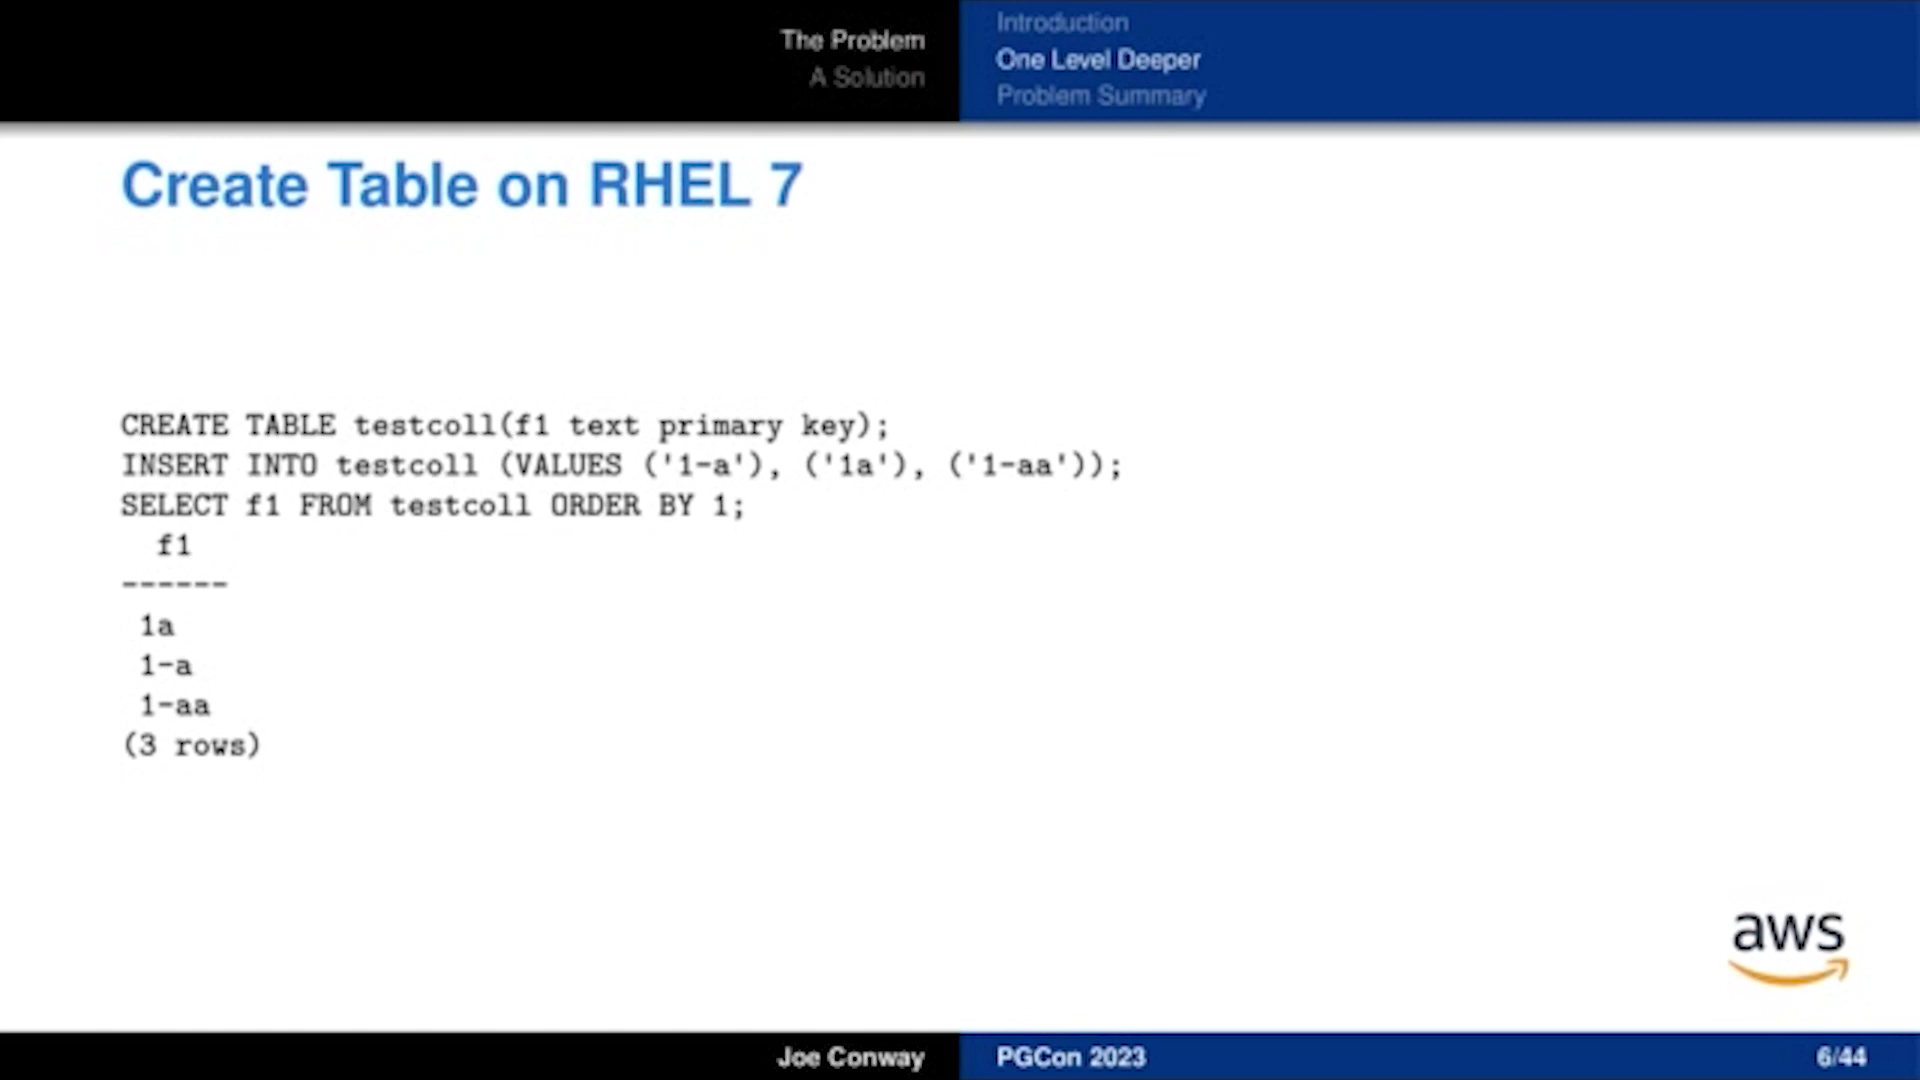 The Problem
A Solution
Introduction
One Level Deeper
Problem Summary
Create Table on RHEL 7
CREATE TABLE testcoll(f1 text primary key);
INSERT INTO testcoll (VALUES ('1-a'), ('1a'), ('1-aa'));
SELECT f1 FROM testcoll ORDER BY 1;
f1
------
1a
1-a
1-aa
(3 rows)
aws
Joe Conway
PGCon 2023
6/44